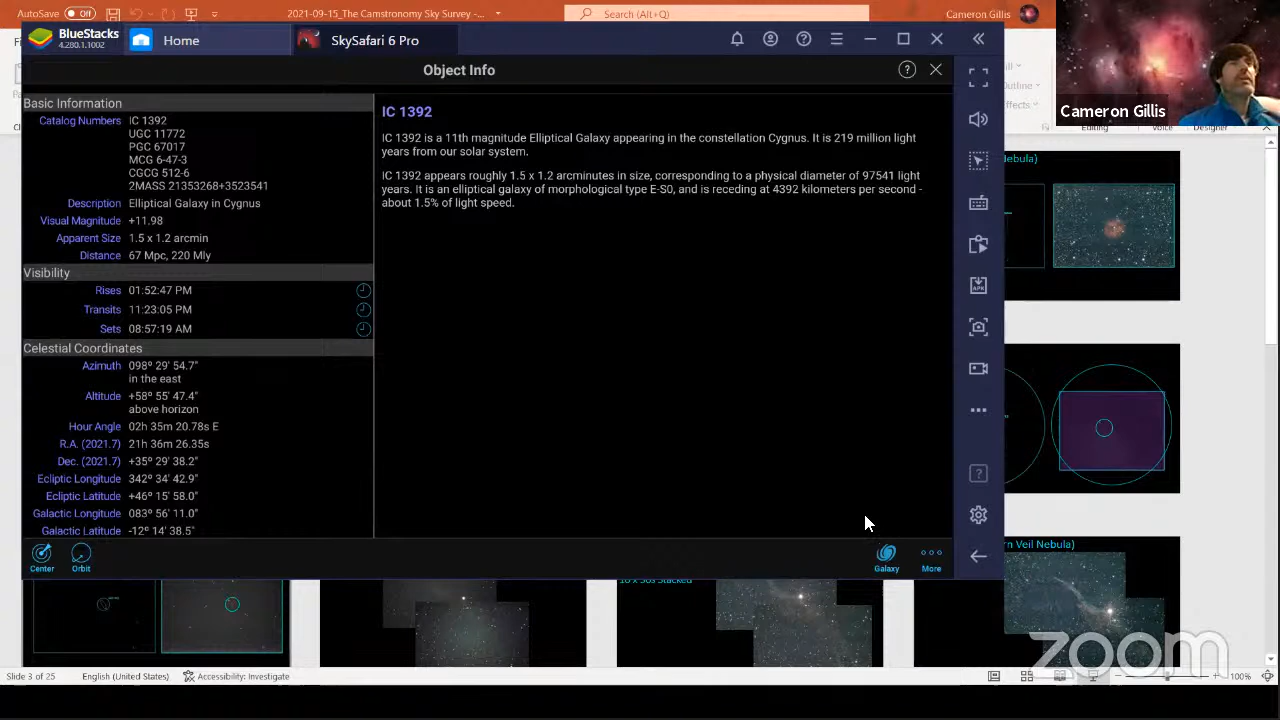 AutoSave Off
2021-09-15_The Camstronomy Sky Survey -...
Search (Alt+Q)
Cameron Gillis
BlueStacks
4.280.1.1002
Home
SkySafari 6 Pro
Object Info
Cameron Gillis
Editing
Voice
Designer
Basic Information
Catalog Numbers IC 1392
UGC 11772
PGC 67017
MCG 6-47-3
CGCG 512-6
2MASS 21353268+3523541
Description Elliptical Galaxy in Cygnus
Visual Magnitude +11.98
Apparent Size 1.5 x 1.2 arcmin
Distance 67 Mpc, 220 Mly
Visibility
Rises 01:52:47 PM
Transits 11:23:05 PM
Sets 08:57:19 AM
Celestial Coordinates
Azimuth 098° 29' 54.7"
in the east
Altitude +58° 55' 47.4"
above horizon
Hour Angle 02h 35m 20.78s E
R.A. (2021.7) 21h 36m 26.35s
Dec. (2021.7) +35° 29' 38.2"
Ecliptic Longitude 342° 34' 42.9"
Ecliptic Latitude +46° 15' 58.0"
Galactic Longitude 083° 56' 11.0"
Galactic Latitude -12° 14' 38.5"
IC 1392
IC 1392 is a 11th magnitude Elliptical Galaxy appearing in the constellation Cygnus. It is 219 million light
years from our solar system.
IC 1392 appears roughly 1.5 x 1.2 arcminutes in size, corresponding to a physical diameter of 97541 light
years. It is an elliptical galaxy of morphological type E-S0, and is receding at 4392 kilometers per second -
about 1.5% of light speed.
APK
Center
Orbit
Galaxy
More
Nebula)
rn Veil Nebula)
10 x 30s Stacked
Slide 3 of 25
English (United States)
Accessibility: Investigate
100%
zoom